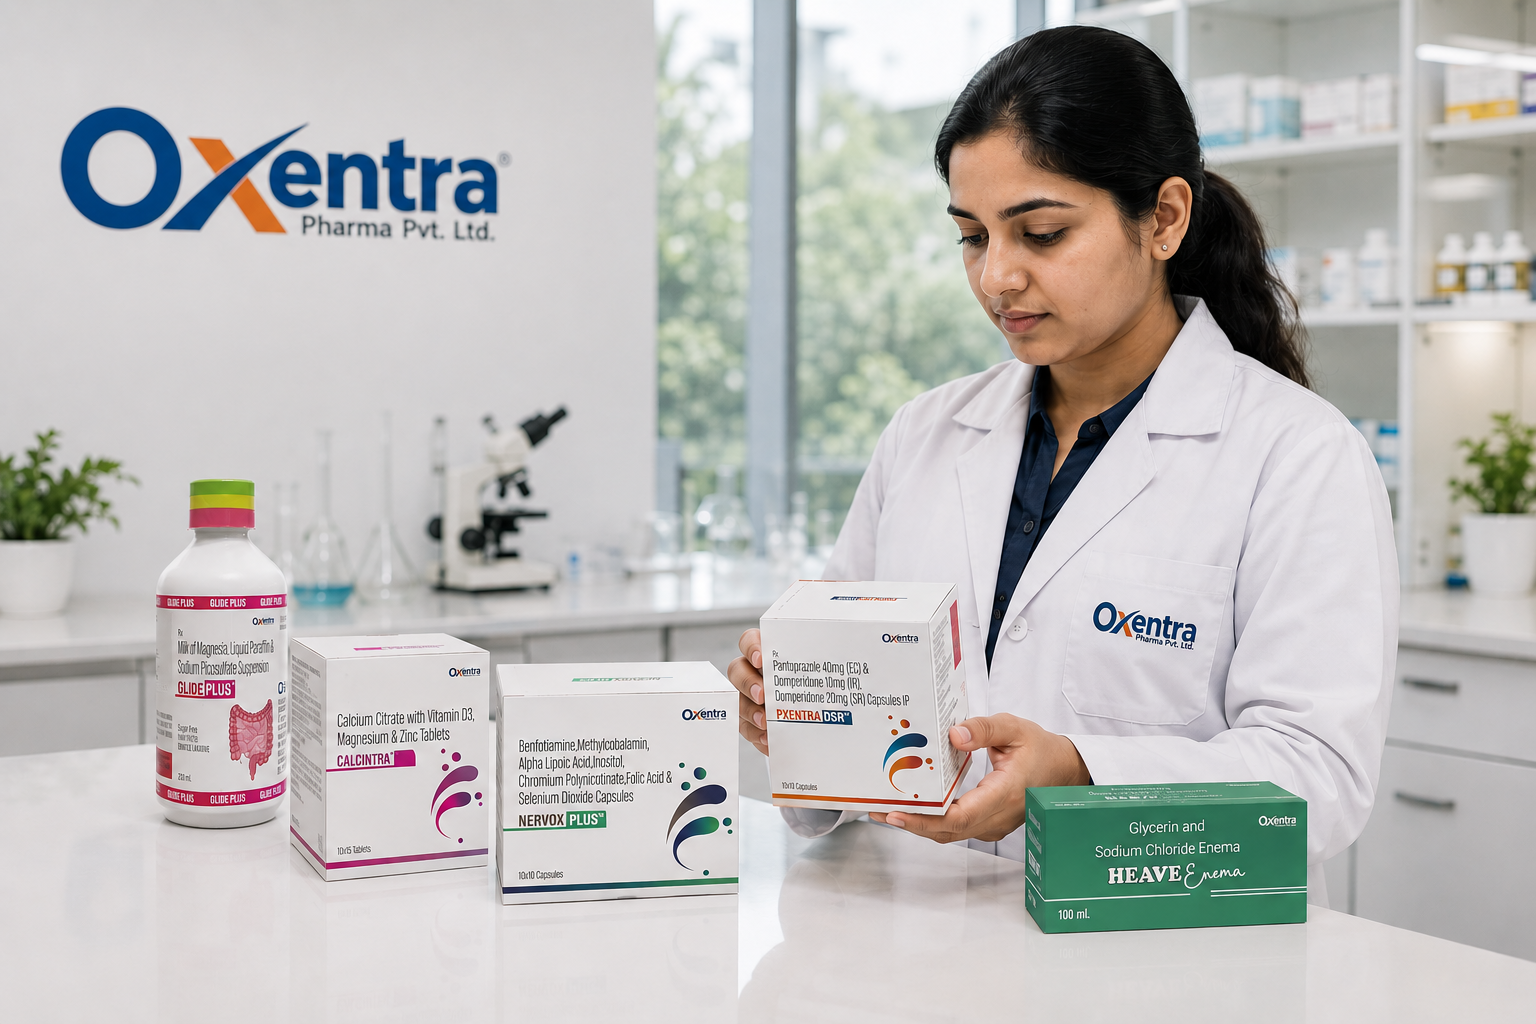 Oxentra®
Pharma Pvt. Ltd.
GLIDE PLUS GLIDE PLUS GLIDE PLUS
Oxentra
Rx
Milk of Magnesia, Liquid Paraffin &
Sodium Picosulfate Suspension
GLIDE PLUS
Sugar Free
200 ml.
GLIDE PLUS GLIDE PLUS GLIDE PLUS
Oxentra
Calcium Citrate with Vitamin D3,
Magnesium & Zinc Tablets
CALCINTRA
10x15 Tablets
Oxentra
Benfotiamine,Methylcobalamin,
Alpha Lipoic Acid,Inositol,
Chromium Polynicotinate,Folic Acid &
Selenium Dioxide Capsules
NERVOX PLUS
10x10 Capsules
Oxentra
Rx
Pantoprazole 40mg (EC) &
Domperidone 10mg (IR),
Domperidone 20mg (SR) Capsules IP
PXENTRA DSR
10x10 Capsules
Oxentra
Pharma Pvt. Ltd.
Oxentra
Glycerin and
Sodium Chloride Enema
HEAVE Enema
100 ml.